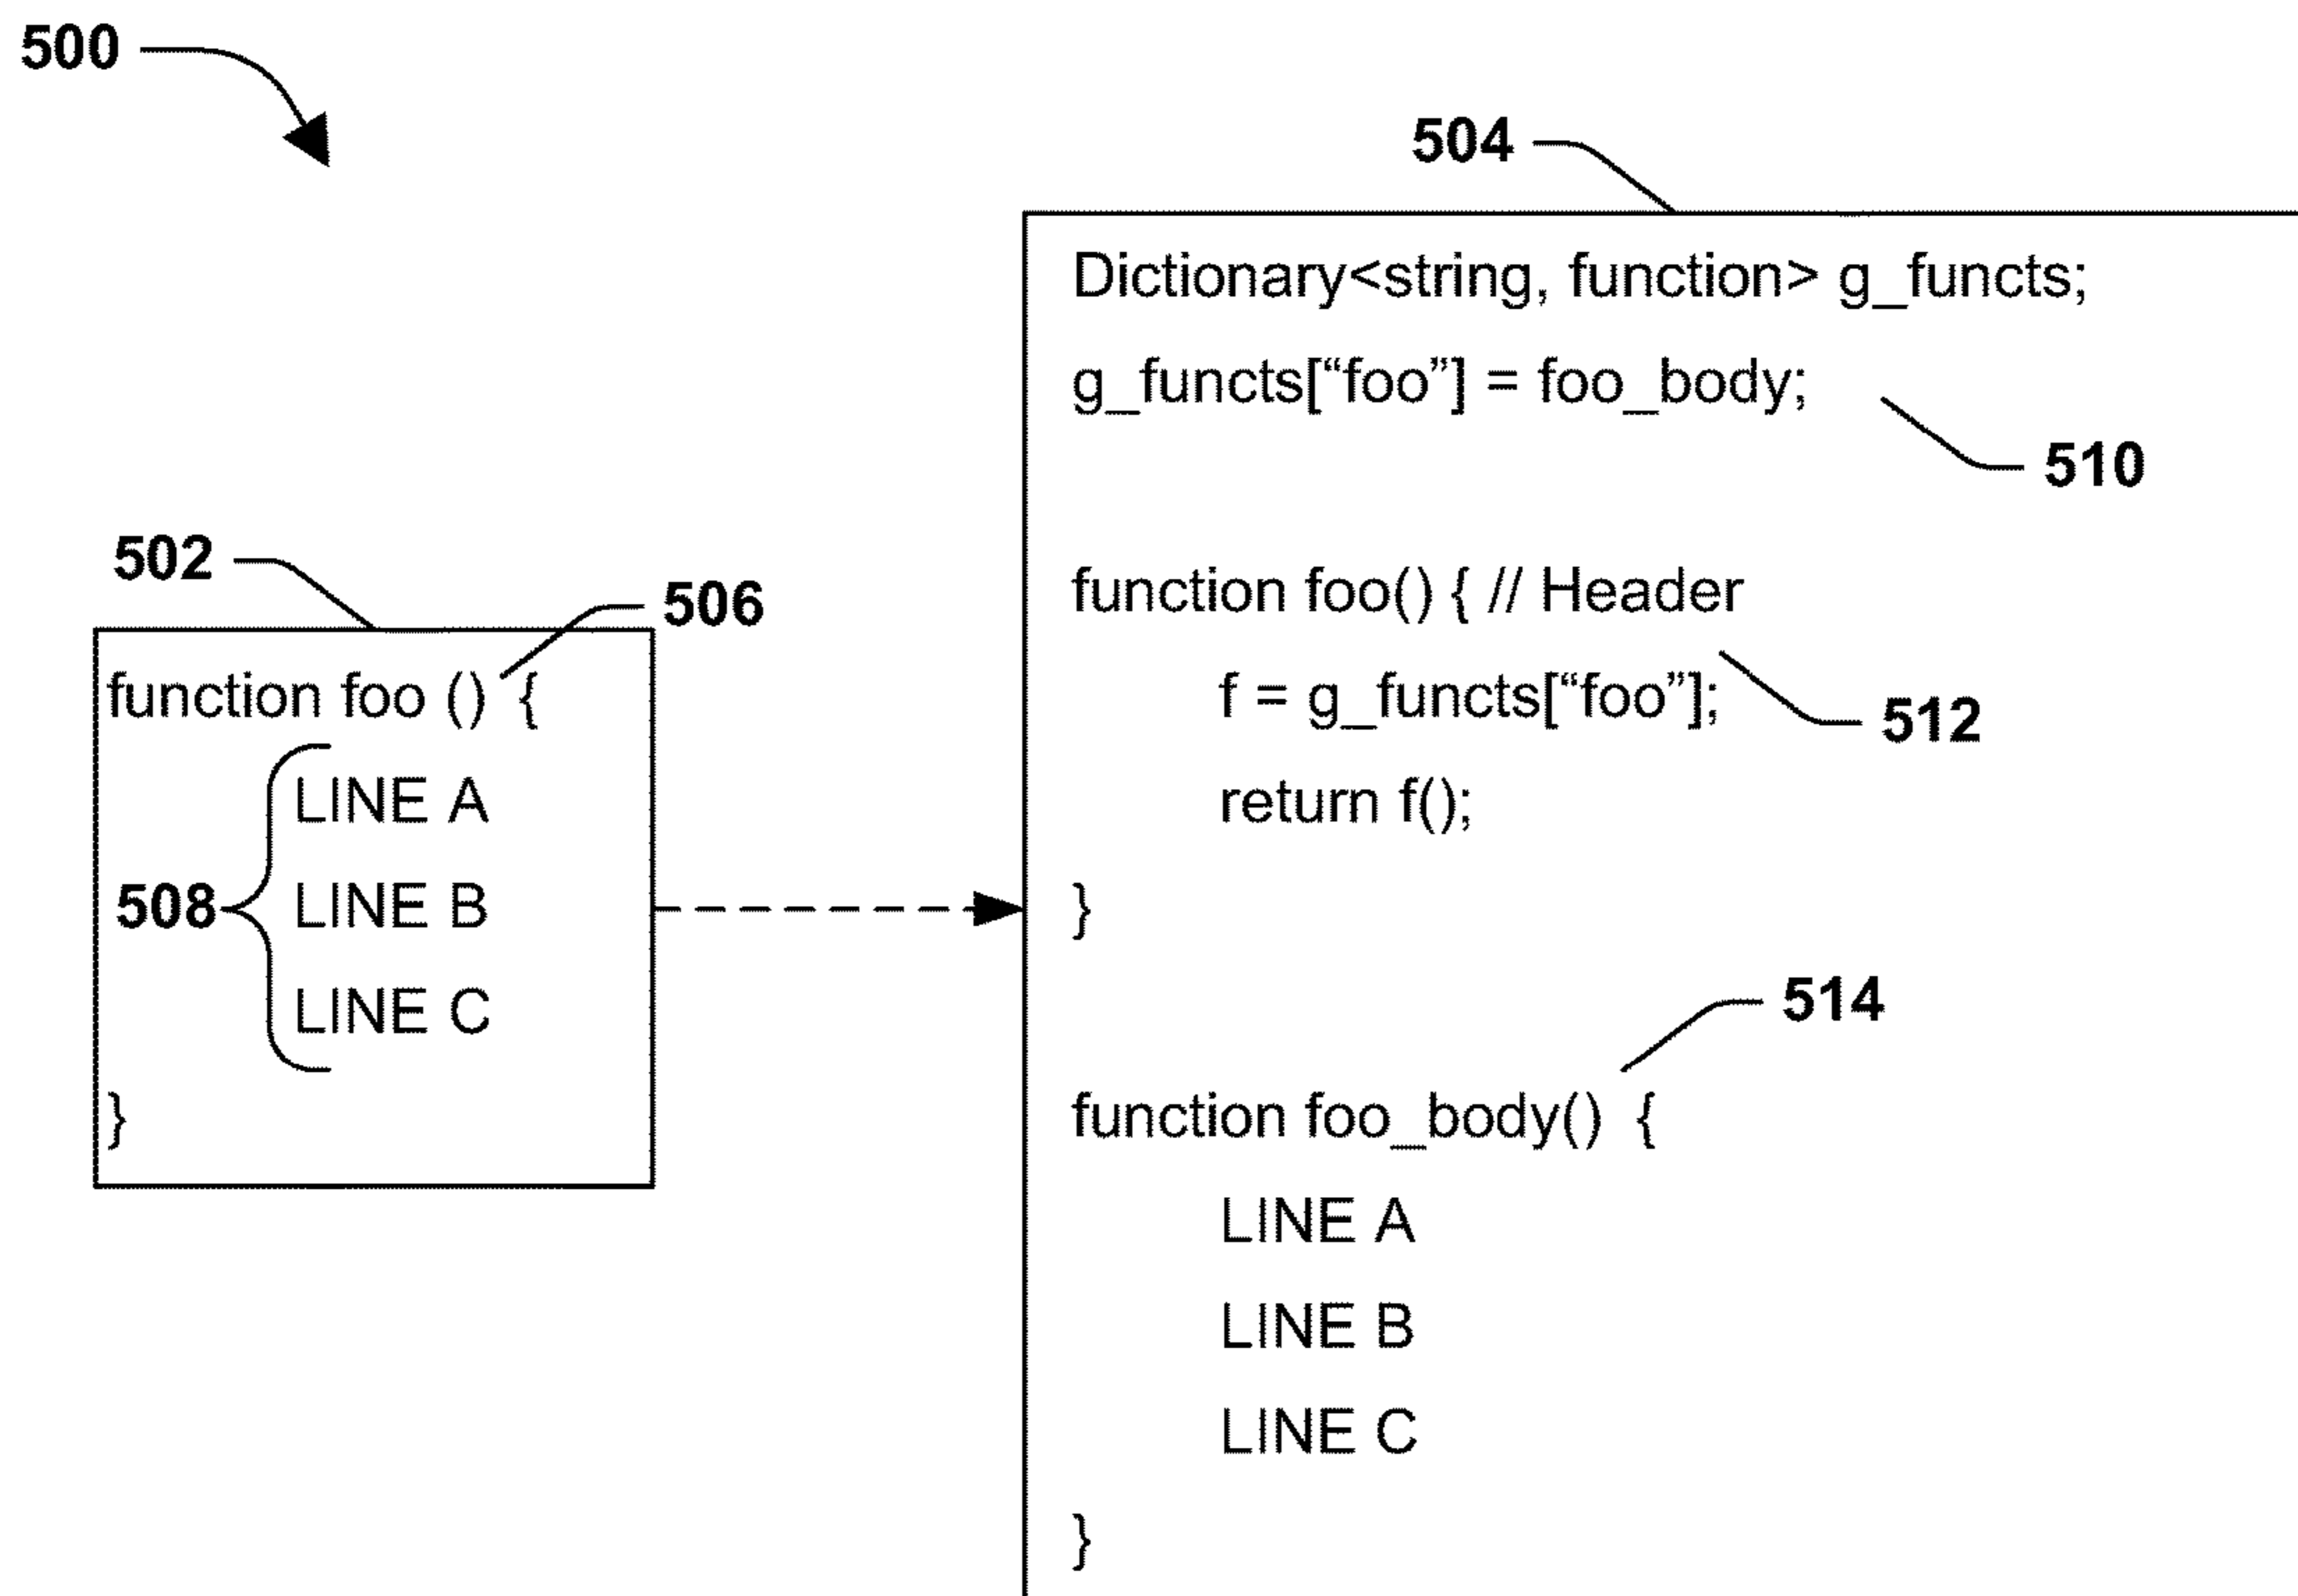 500
504
Dictionary<string, function> g_functs;
g_functs[“foo”] = foo_body;
510
502
506
function foo () {
508
LINE A
LINE B
LINE C
}
function foo() { // Header
512
f = g_functs[“foo”];
return f();
}
514
function foo_body() {
LINE A
LINE B
LINE C
}